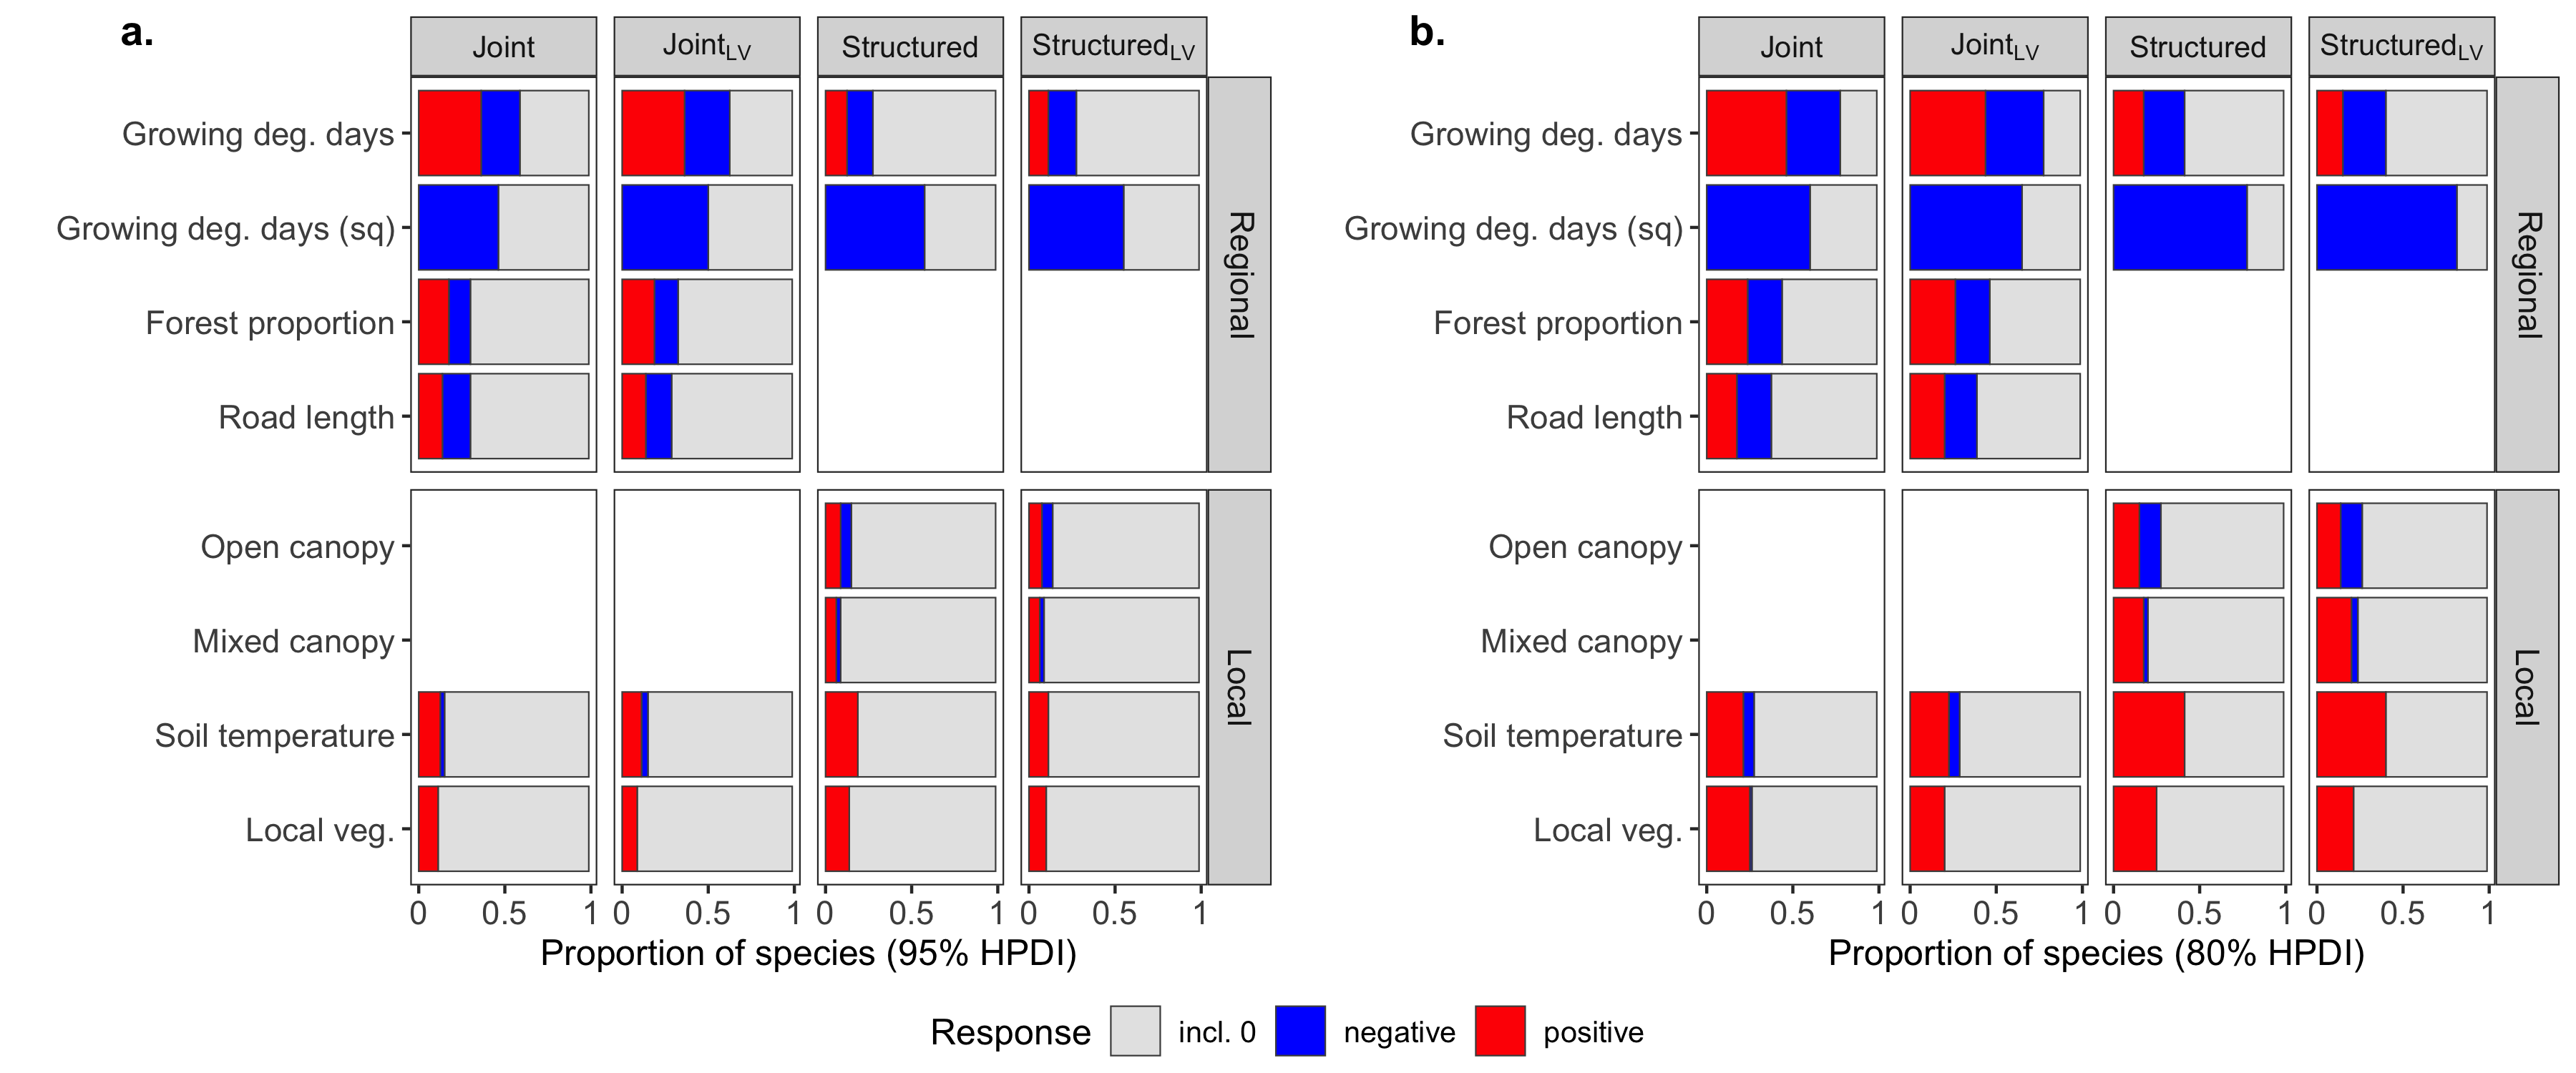 a.
Joint
Joint_LV
Structured
Structured_LV
Growing deg. days
Growing deg. days (sq)
Forest proportion
Road length
Regional
Open canopy
Mixed canopy
Soil temperature
Local veg.
Local
0 0.5 1 0 0.5 1 0 0.5 1 0 0.5 1
Proportion of species (95% HPDI)
b.
Joint
Joint_LV
Structured
Structured_LV
Growing deg. days
Growing deg. days (sq)
Forest proportion
Road length
Regional
Open canopy
Mixed canopy
Soil temperature
Local veg.
Local
0 0.5 1 0 0.5 1 0 0.5 1 0 0.5 1
Proportion of species (80% HPDI)
Response incl. 0 negative positive